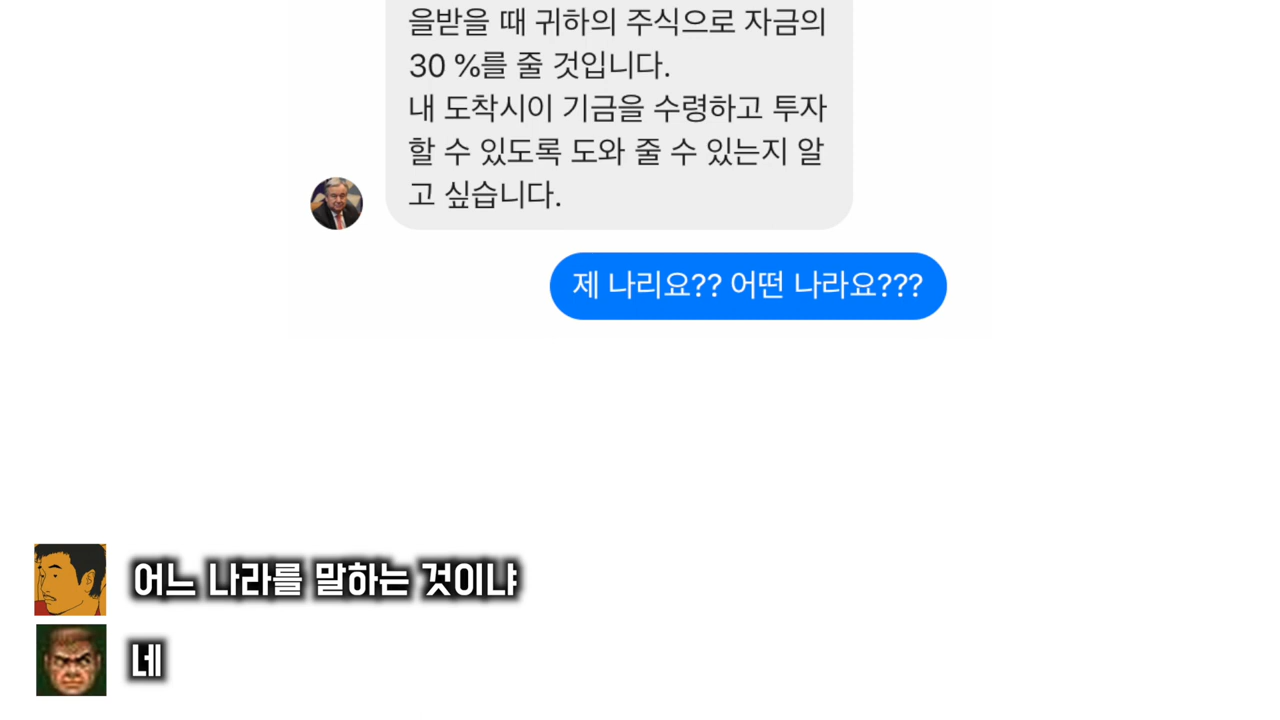 을받을 때 귀하의 주식으로 자금의
30 %를 줄 것입니다.
내 도착시이 기금을 수령하고 투자
할 수 있도록 도와 줄 수 있는지 알
고 싶습니다.
제 나리요?? 어떤 나라요???
어느 나라를 말하는 것이냐
네